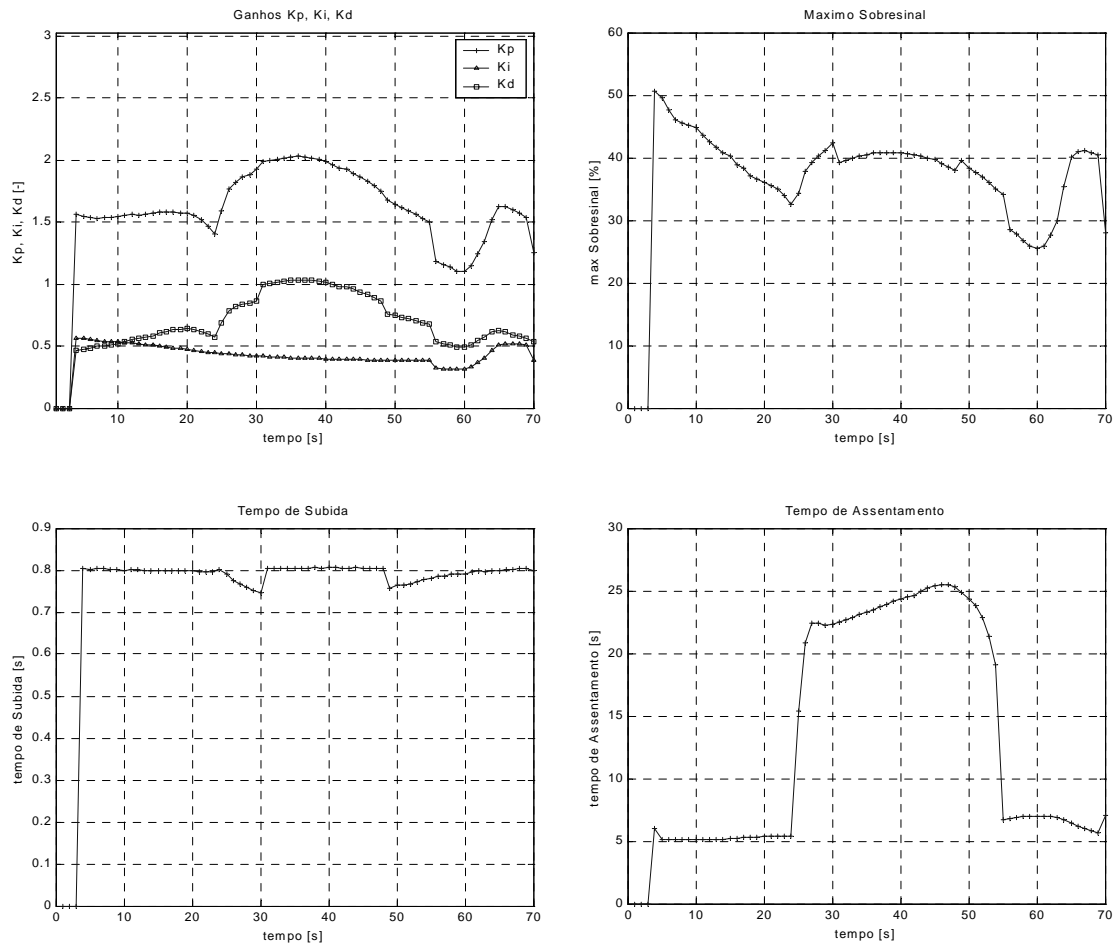 Ganhos Kp, Ki, Kd
3
2.5
2
1.5
1
0.5
0
Kp, Ki, Kd [-]
Kp
Ki
Kd
10 20 30 40 50 60 70
tempo [s]
Maximo Sobresinal
60
50
40
30
20
10
0
max Sobresinal [%]
0 10 20 30 40 50 60 70
tempo [s]
Tempo de Subida
0.9
0.8
0.7
0.6
0.5
0.4
0.3
0.2
0.1
0
tempo de Subida [s]
0 10 20 30 40 50 60 70
tempo [s]
Tempo de Assentamento
30
25
20
15
10
5
0
tempo de Assentamento [s]
0 10 20 30 40 50 60 70
tempo [s]